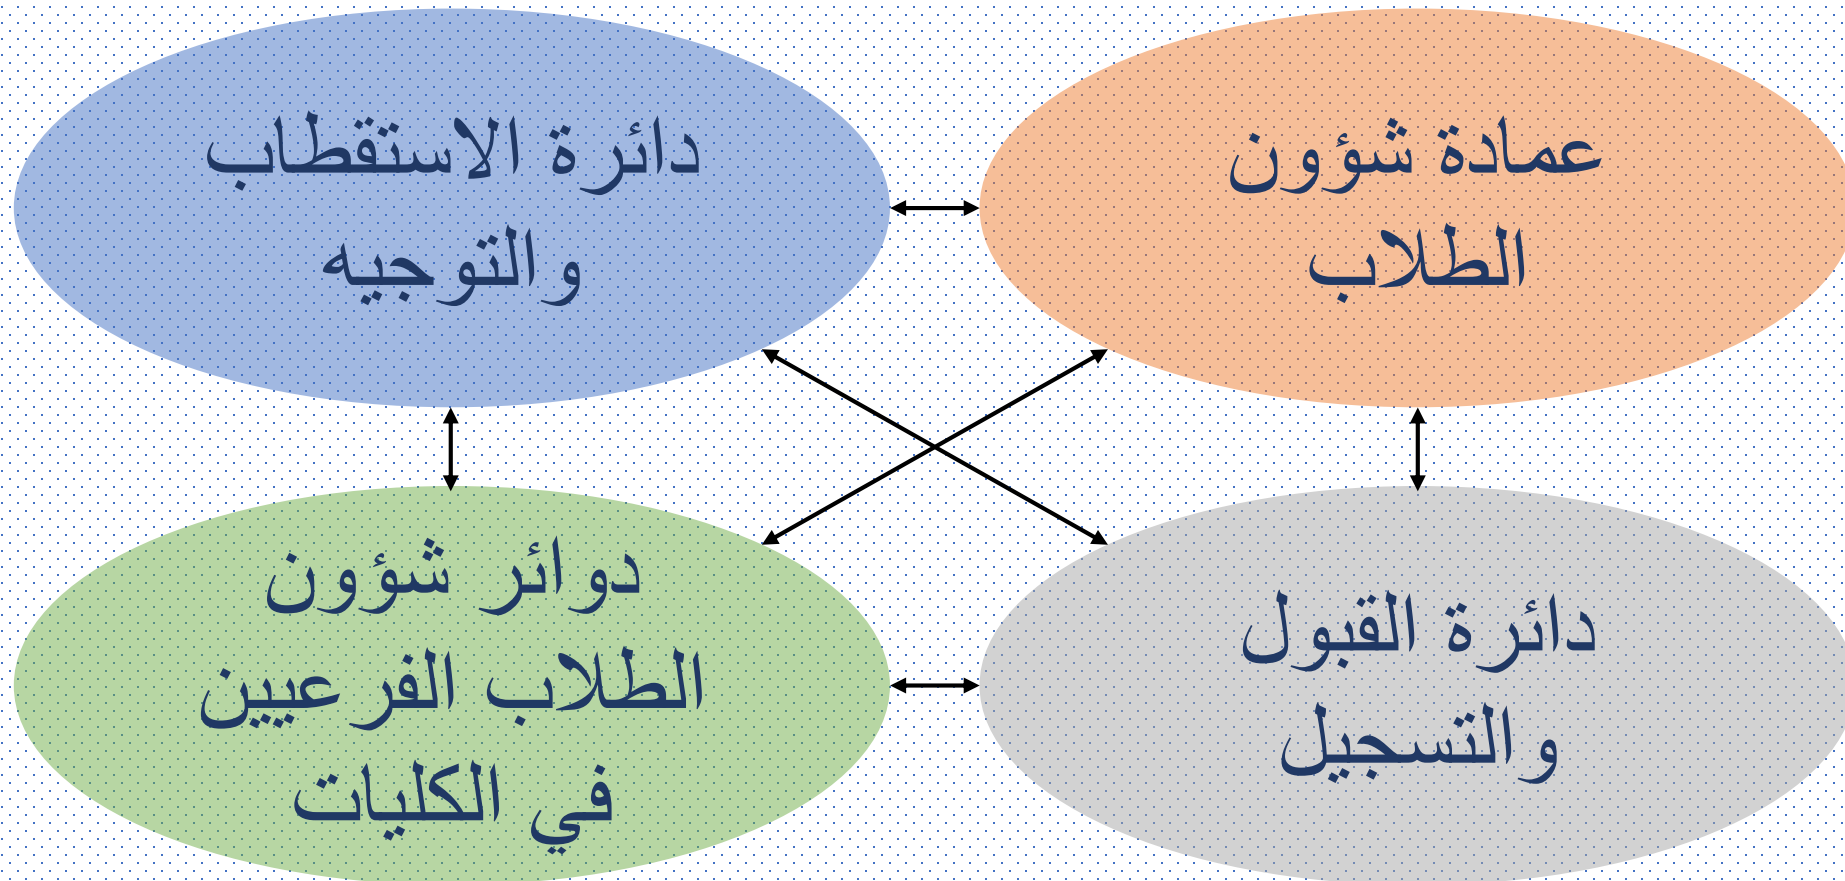 عمادة شؤون
الطلاب
دائرة الاستقطاب
والتوجيه
دائرة القبول
والتسجيل
دوائر شؤون
الطلاب الفرعيين
في الكليات